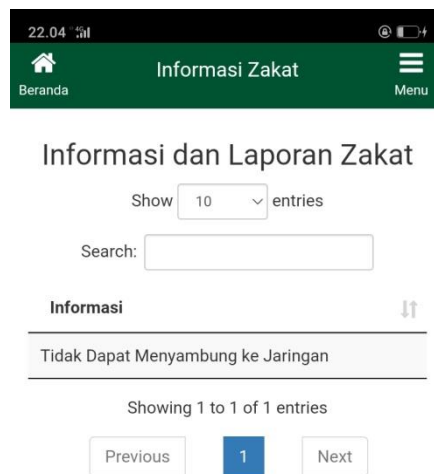 22.04 4G
Informasi Zakat
Beranda
Menu
Informasi dan Laporan Zakat
Show 10 entries
Search:
Informasi
Tidak Dapat Menyambung ke Jaringan
Showing 1 to 1 of 1 entries
Previous 1 Next